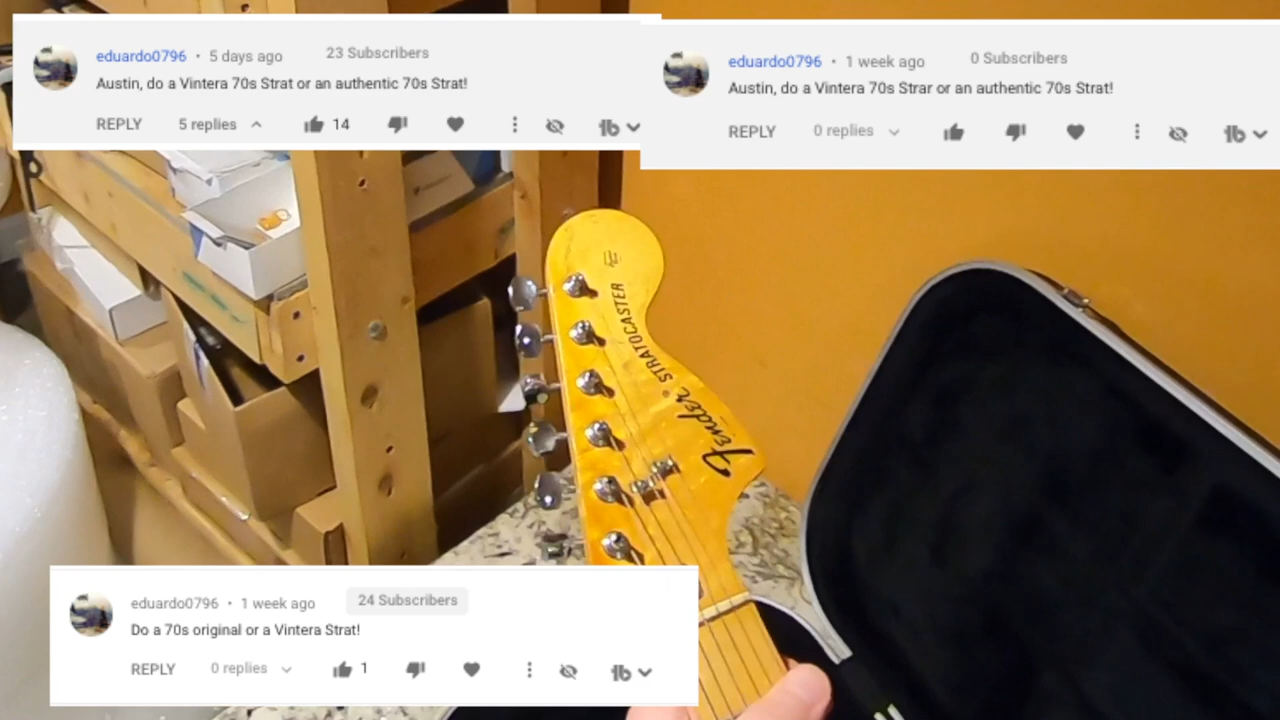 eduardo0796 • 5 days ago 23 Subscribers
Austin, do a Vintera 70s Strat or an authentic 70s Strat!
REPLY 5 replies 14
eduardo0796 • 1 week ago 0 Subscribers
Austin, do a Vintera 70s Strar or an authentic 70s Strat!
REPLY 0 replies
Fender® STRATOCASTER
eduardo0796 • 1 week ago 24 Subscribers
Do a 70s original or a Vintera Strat!
REPLY 0 replies 1